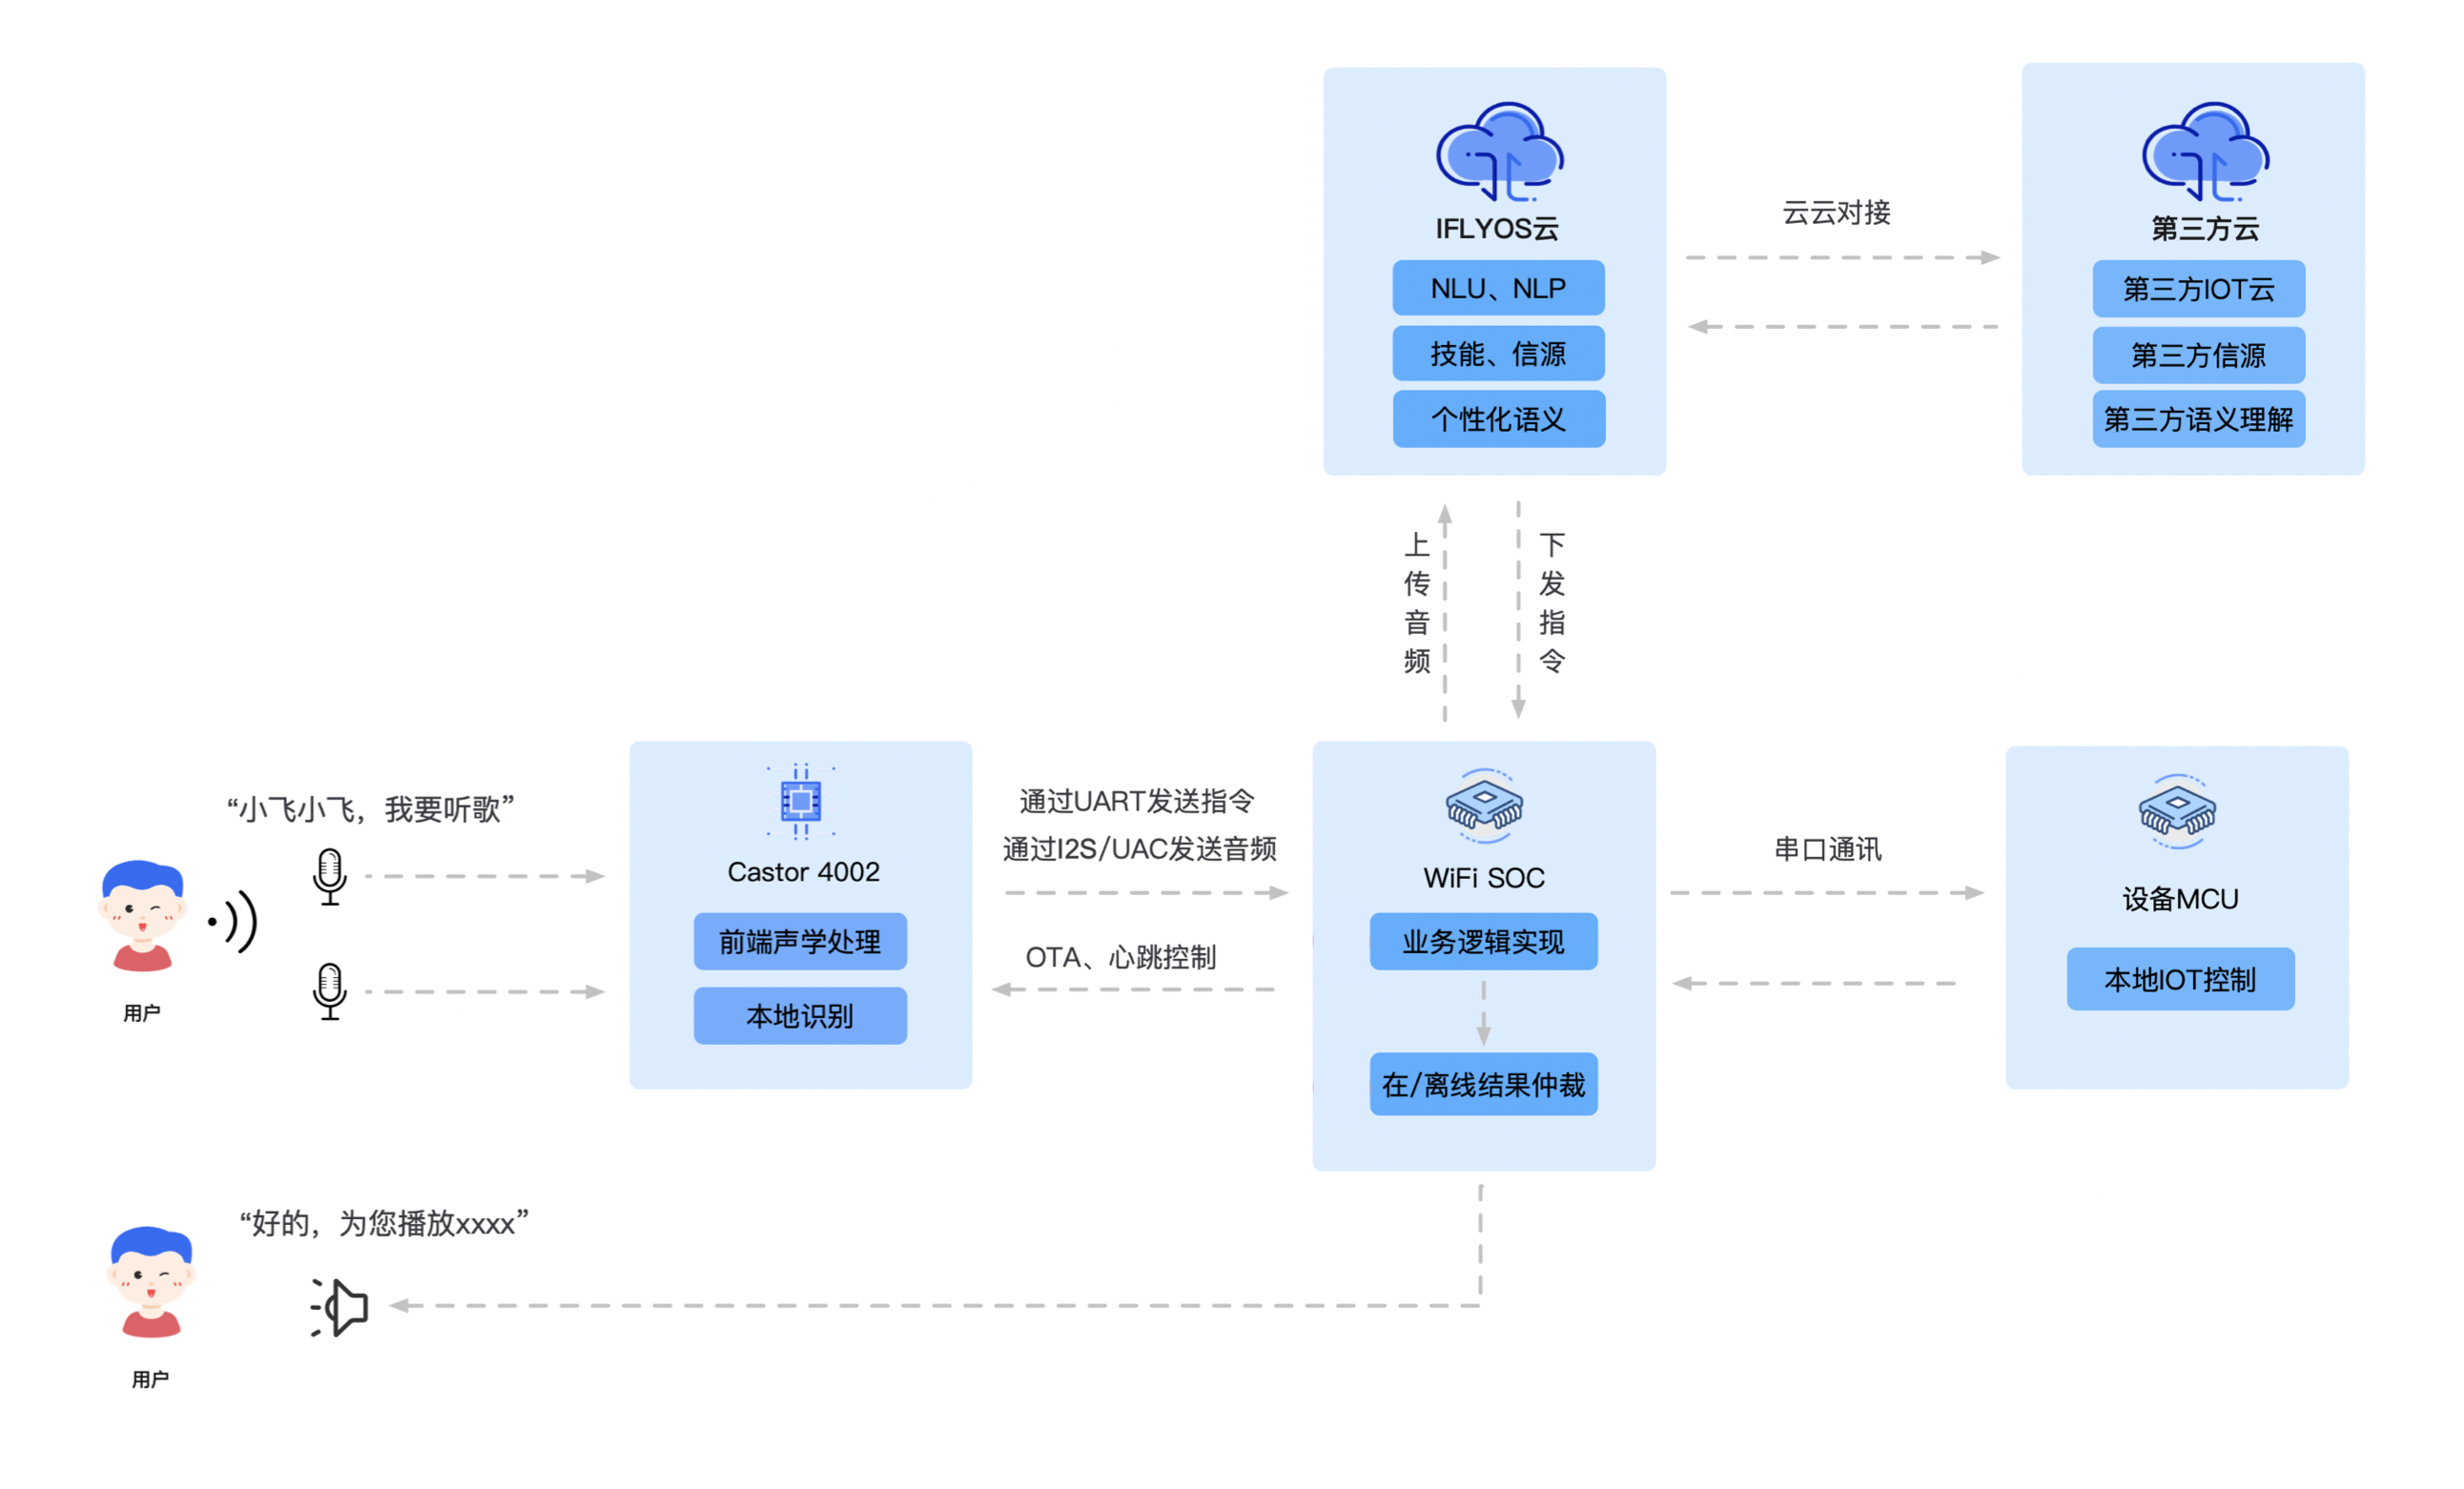 IFLYOS云
NLU、NLP
技能、信源
个性化语义
云云对接
第三方云
第三方IOT云
第三方信源
第三方语义理解
上传音频
下发指令
“小飞小飞，我要听歌”
用户
Castor 4002
前端声学处理
本地识别
通过UART发送指令
通过I2S/UAC发送音频
OTA、心跳控制
WiFi SOC
业务逻辑实现
在/离线结果仲裁
串口通讯
设备MCU
本地IOT控制
“好的，为您播放xxxx”
用户